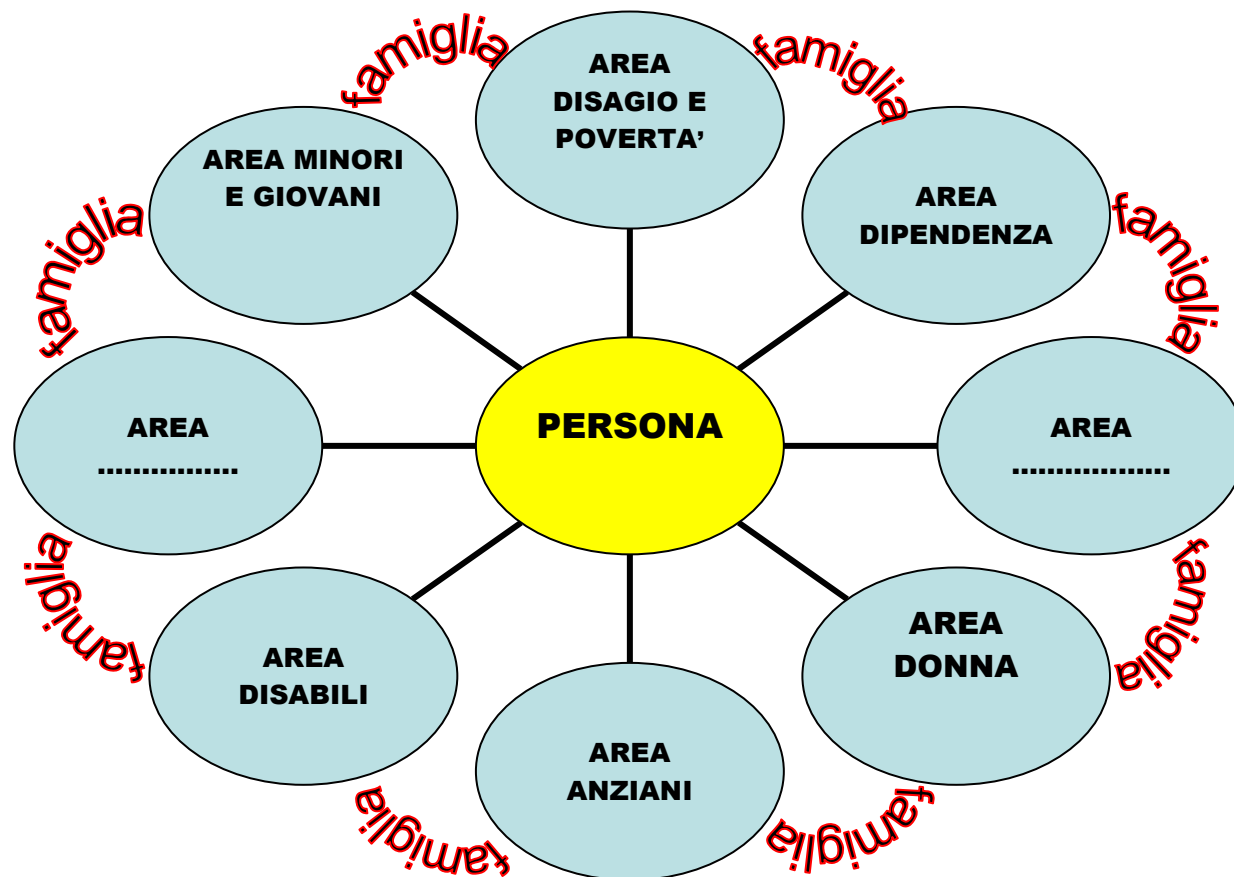 famiglia
famiglia
AREA
DISAGIO E
POVERTA’
AREA MINORI
E GIOVANI
AREA
DIPENDENZA
famiglia
famiglia
AREA
................
PERSONA
AREA
..................
famiglia
famiglia
AREA
DISABILI
AREA
DONNA
AREA
ANZIANI
famiglia
famiglia